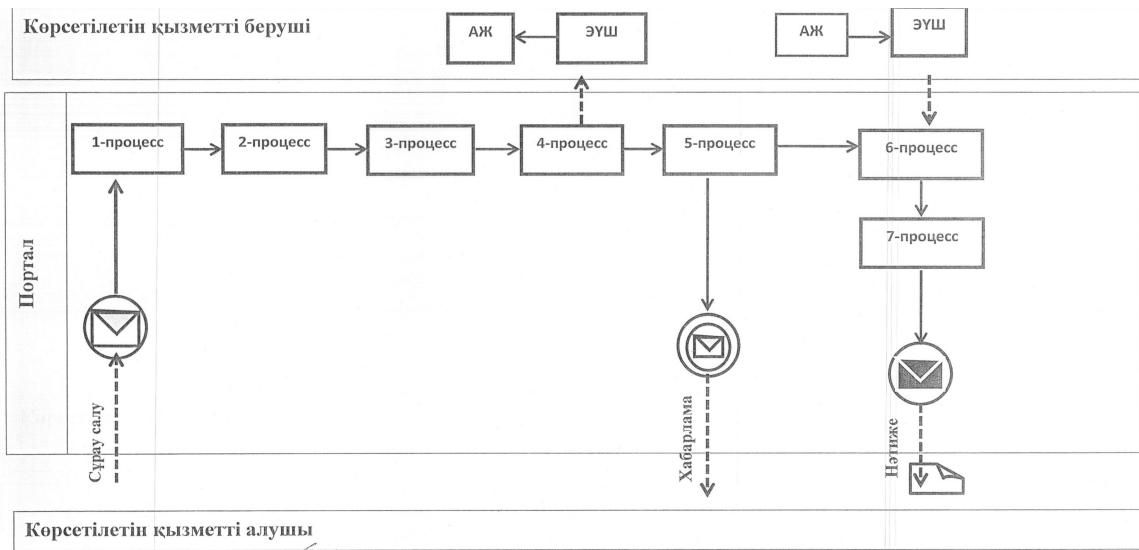 Көрсетілетін қызметті беруші
АЖ
ЭҮШ
АЖ
ЭҮШ
Портал
1-процесс
2-процесс
3-процесс
4-процесс
5-процесс
6-процесс
7-процесс
Сұрау салу
Хабарлама
Нәтиже
Көрсетілетін қызметті алушы